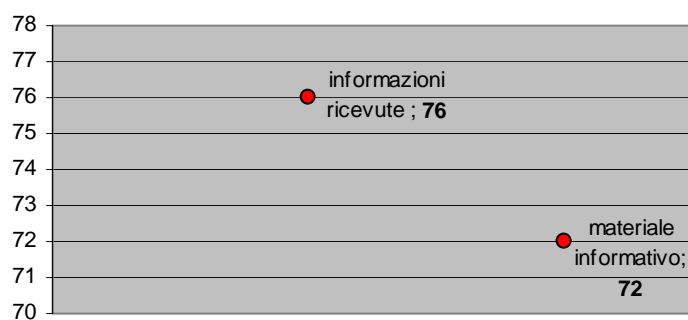 78
77
76
75
74
73
72
71
70
informazioni
ricevute ; 76
materiale
informativo;
72